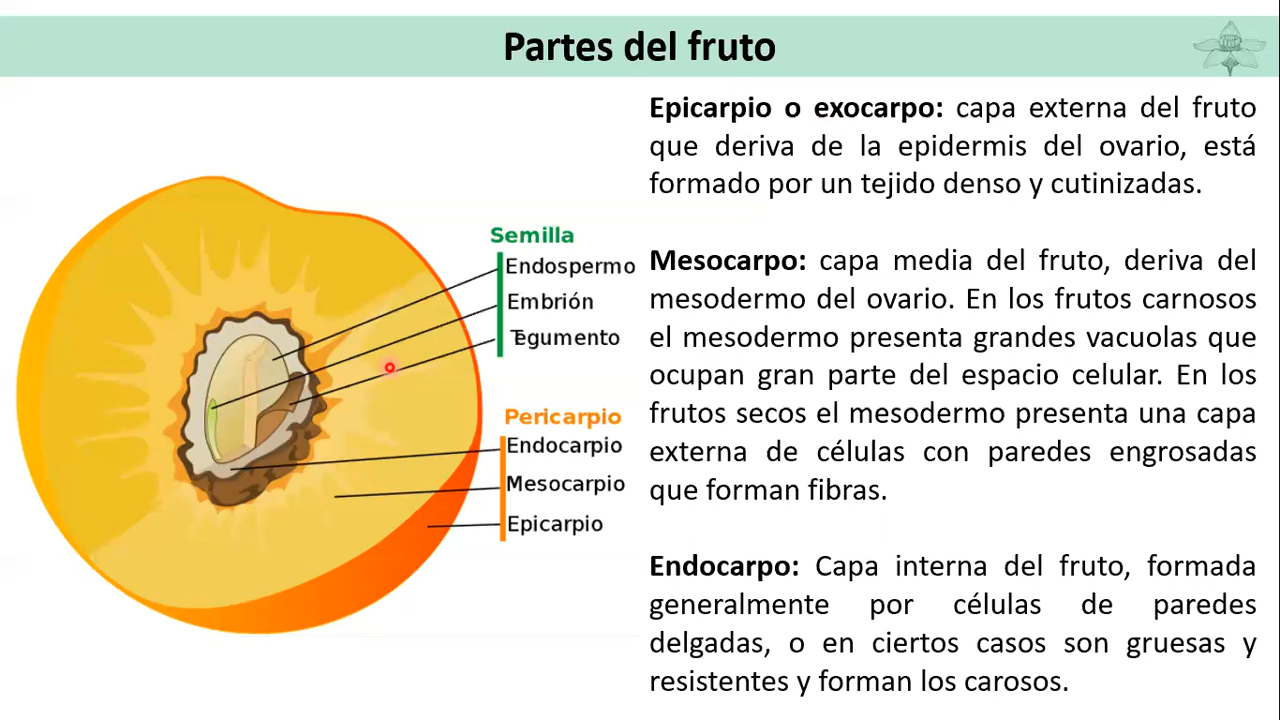 Partes del fruto
Semilla
Endospermo
Embrión
Tegumento
Pericarpio
Endocarpio
Mesocarpio
Epicarpio
Epicarpio o exocarpo: capa externa del fruto
que deriva de la epidermis del ovario, está
formado por un tejido denso y cutinizadas.
Mesocarpo: capa media del fruto, deriva del
mesodermo del ovario. En los frutos carnosos
el mesodermo presenta grandes vacuolas que
ocupan gran parte del espacio celular. En los
frutos secos el mesodermo presenta una capa
externa de células con paredes engrosadas
que forman fibras.
Endocarpo: Capa interna del fruto, formada
generalmente por células de paredes
delgadas, o en ciertos casos son gruesas y
resistentes y forman los carosos.